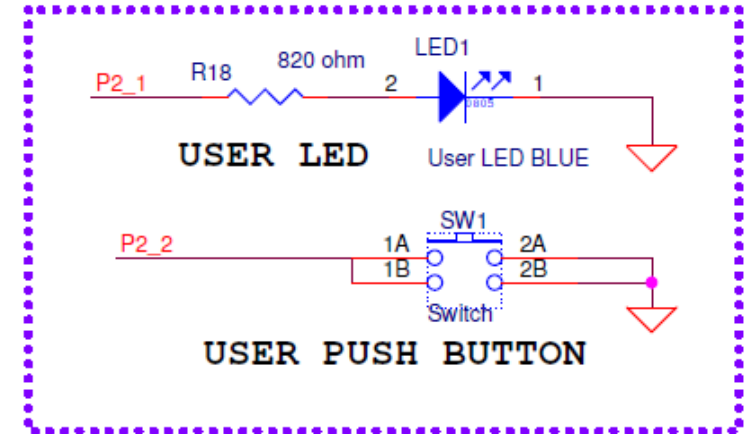 P2_1 R18 820 ohm 2 LED1 1
0805
USER LED
User LED BLUE
SW1
P2_2 1A 2A
1B 2B
Switch
USER PUSH BUTTON